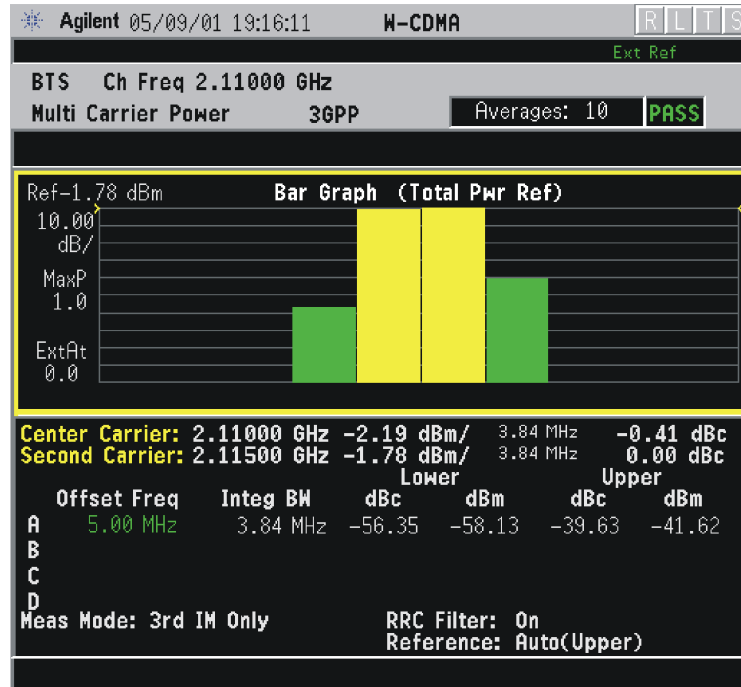 Agilent 05/09/01 19:16:11 W-CDMA R L T S
Ext Ref
BTS Ch Freq 2.11000 GHz
Multi Carrier Power 3GPP Averages: 10 PASS
Ref-1.78 dBm Bar Graph (Total Pwr Ref)
10.00
dB/
MaxP
1.0
ExtAt
0.0
Center Carrier: 2.11000 GHz -2.19 dBm/ 3.84 MHz -0.41 dBc
Second Carrier: 2.11500 GHz -1.78 dBm/ 3.84 MHz 0.00 dBc
Lower Upper
Offset Freq Integ BW dBc dBm dBc dBm
A 5.00 MHz 3.84 MHz -56.35 -58.13 -39.63 -41.62
B
C
D
Meas Mode: 3rd IM Only RRC Filter: On
Reference: Auto(Upper)